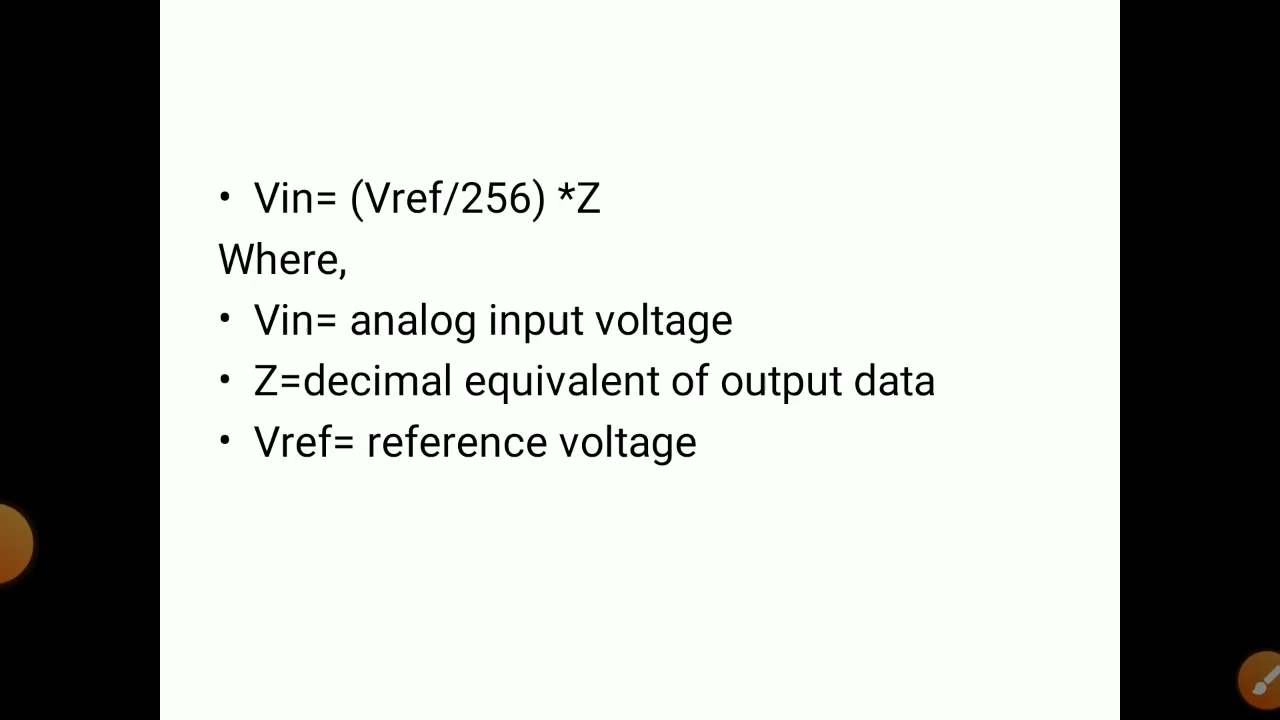 • Vin= (Vref/256) *Z
Where,
• Vin= analog input voltage
• Z=decimal equivalent of output data
• Vref= reference voltage